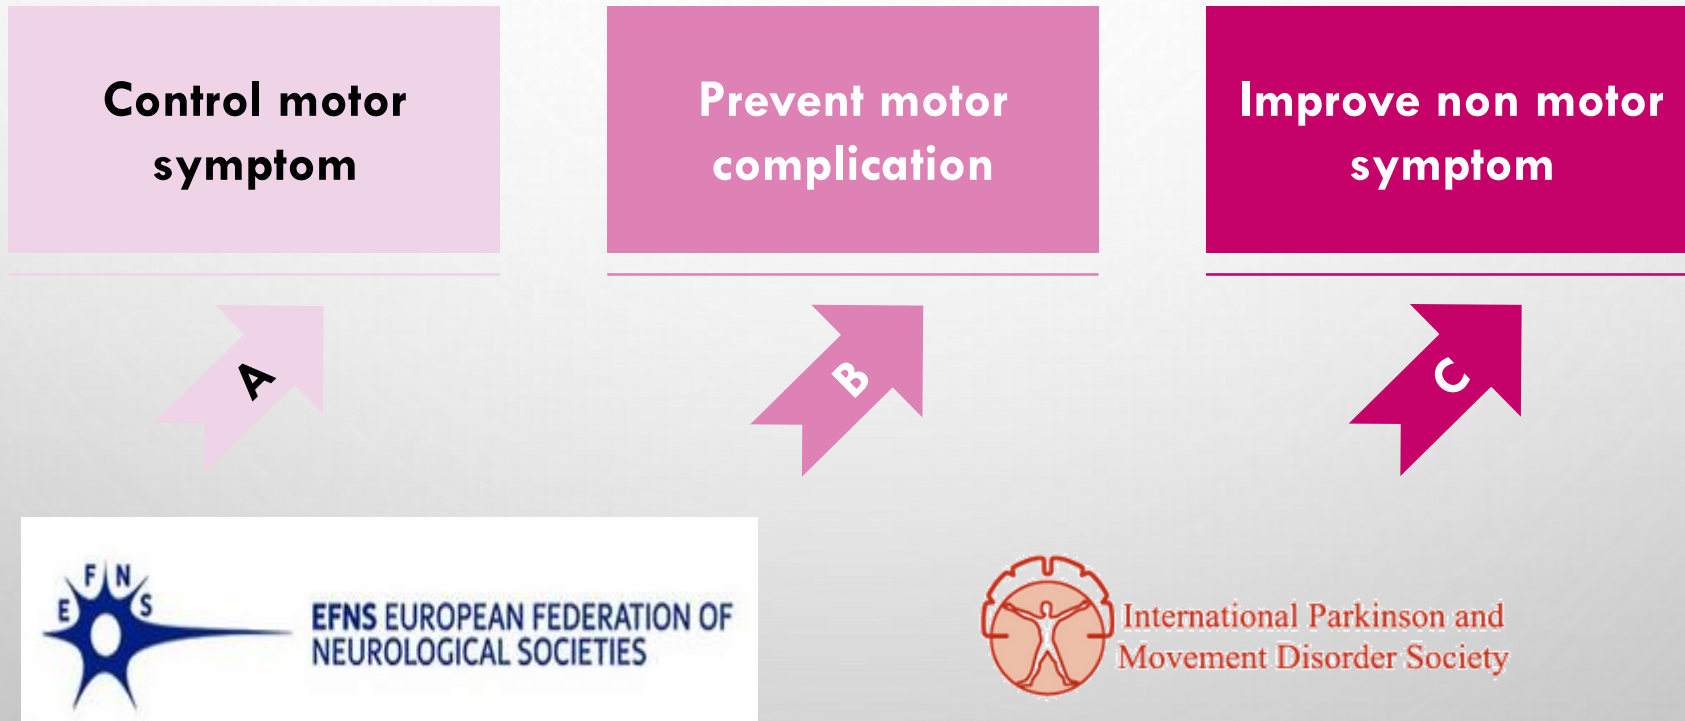 Control motor
symptom
Prevent motor
complication
Improve non motor
symptom
A
B
C
E F N S
EFNS EUROPEAN FEDERATION OF
NEUROLOGICAL SOCIETIES
International Parkinson and
Movement Disorder Society